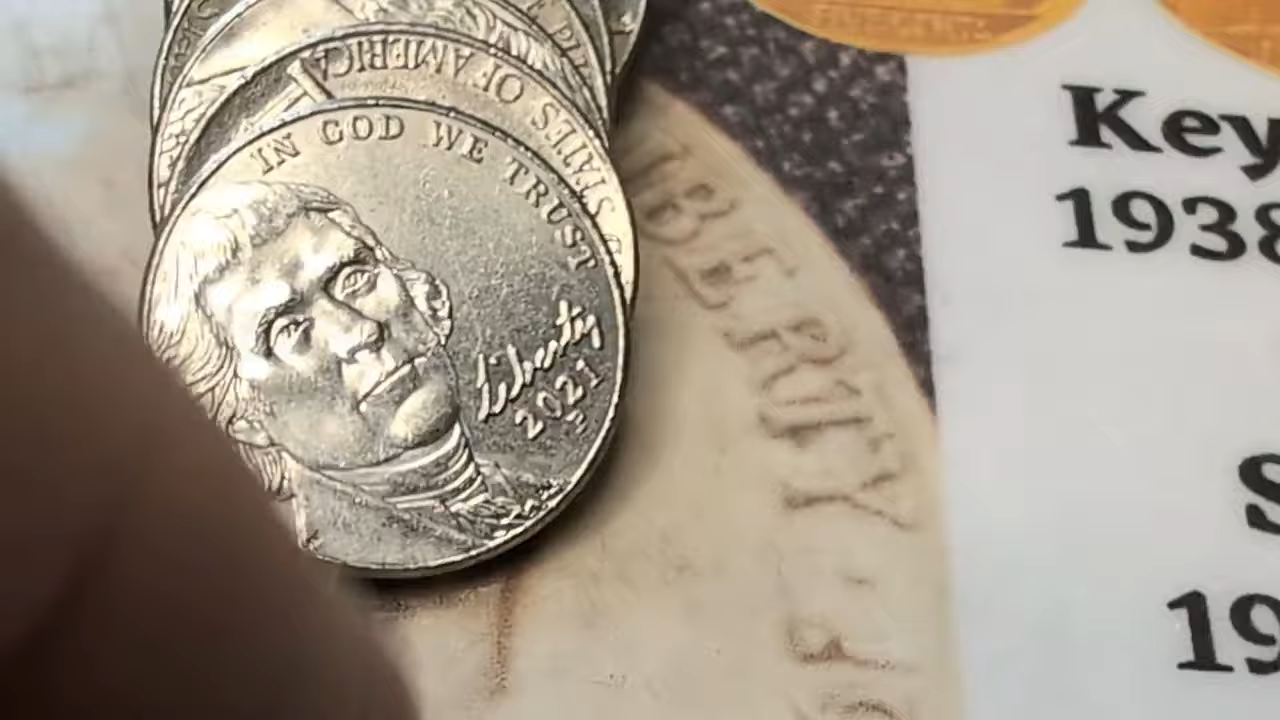 OF AMERICA
STATES
IN GOD WE TRUST
Liberty
2021
LIBERTY
Key
1938
19